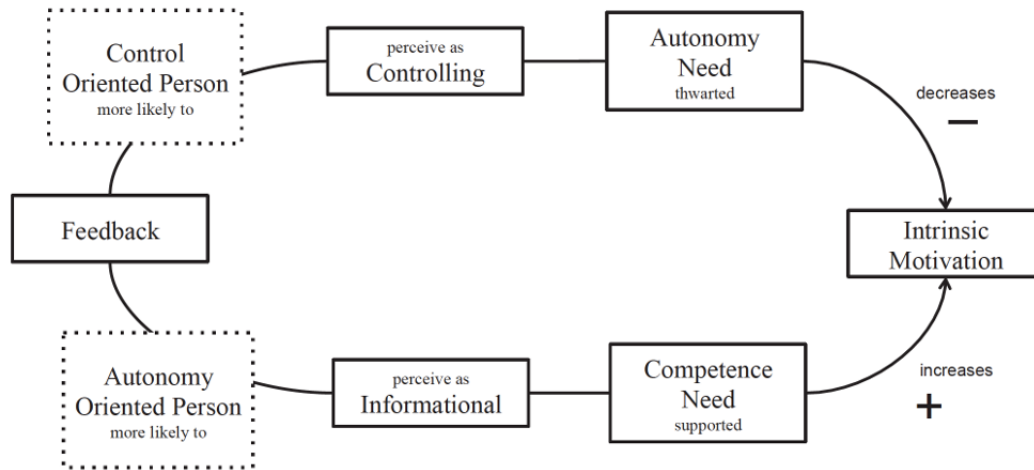 Control
Oriented Person
more likely to
perceive as
Controlling
Autonomy
Need
thwarted
decreases
−
Feedback
Intrinsic
Motivation
Autonomy
Oriented Person
more likely to
perceive as
Informational
Competence
Need
supported
increases
+